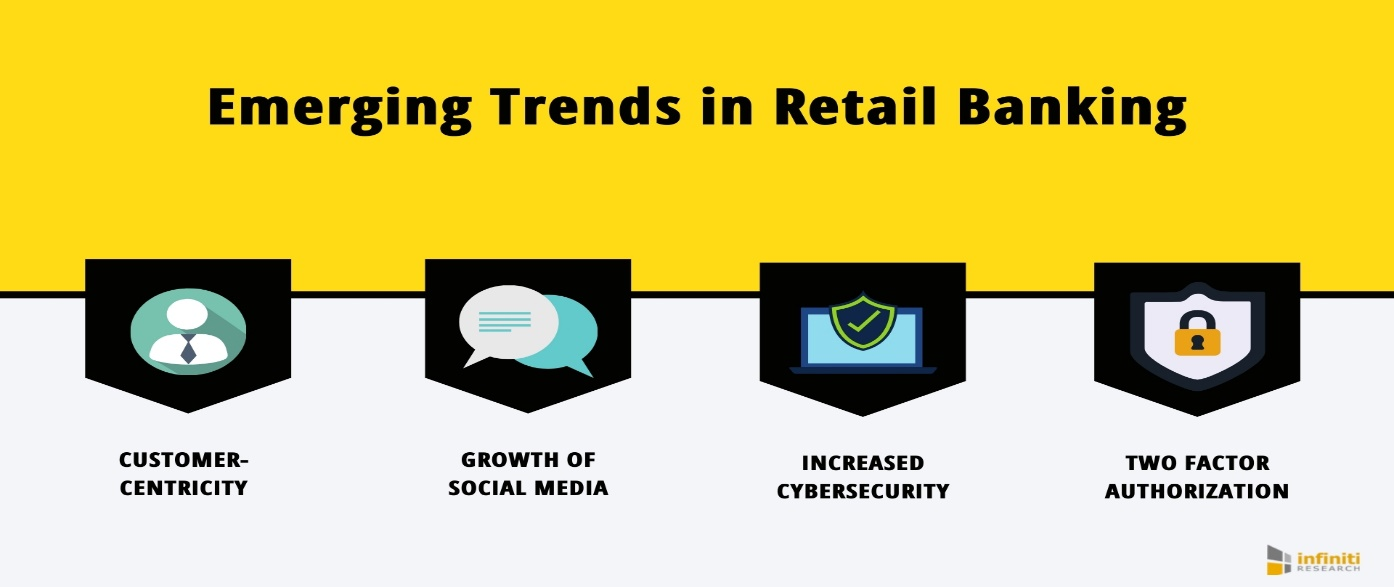 Emerging Trends in Retail Banking
CUSTOMER-
CENTRICITY
GROWTH OF
SOCIAL MEDIA
INCREASED
CYBERSECURITY
TWO FACTOR
AUTHORIZATION
infiniti
RESEARCH